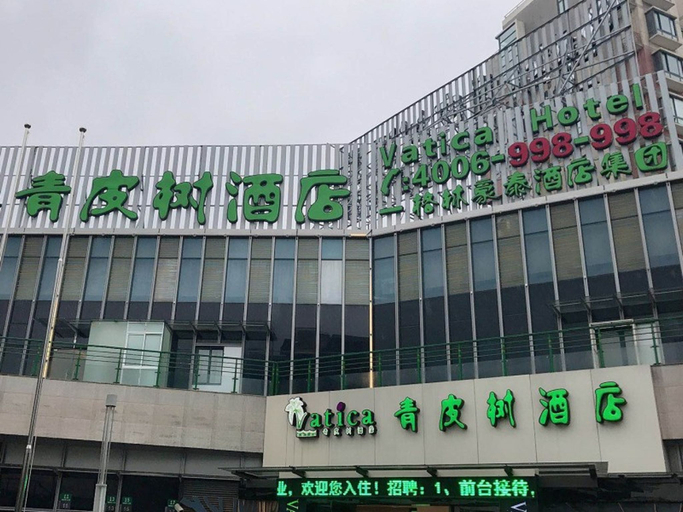 青皮树酒店
Vatica Hotel
4006-998-998
格林豪泰酒店集团
Vatica 青皮树酒店
业，欢迎您入住！招聘：1、前台接待，